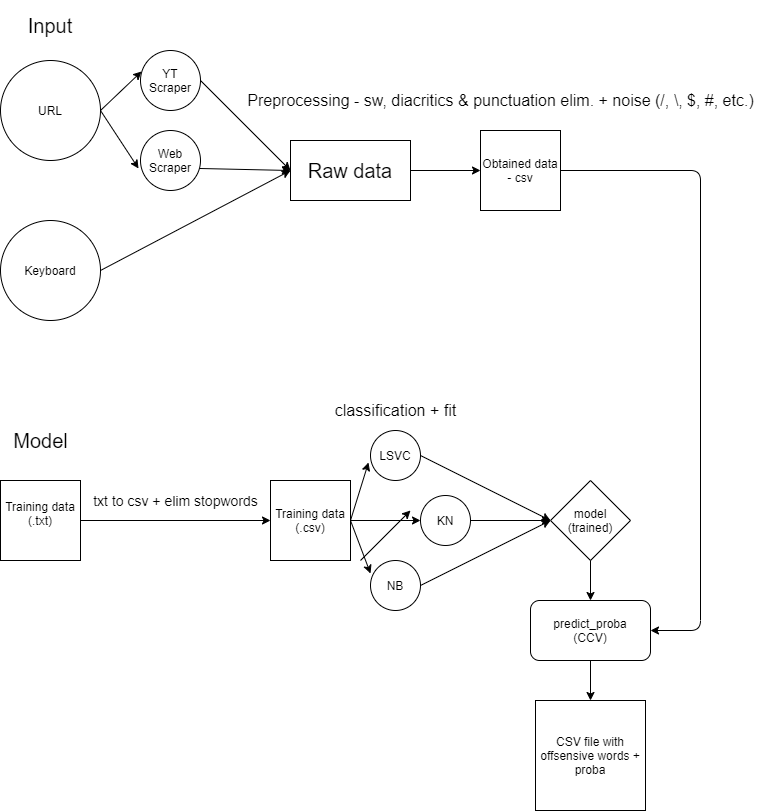 Input
URL
YT
Scraper
Preprocessing - sw, diacritics & punctuation elim. + noise (/, \, $, #, etc.)
Web
Scraper
Raw data
Obtained data
- csv
Keyboard
classification + fit
Model
LSVC
txt to csv + elim stopwords
Training data
(.txt)
Training data
(.csv)
KN
model
(trained)
NB
predict_proba
(CCV)
CSV file with
offsensive words +
proba